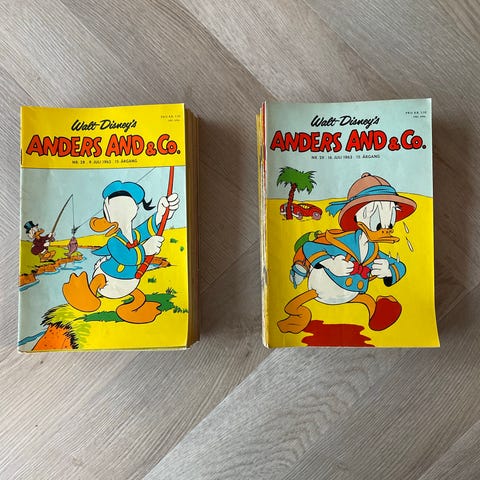 Walt Disney's
ANDERS AND & Co.
NR. 28 · 9. JULI 1963 · 15. ÅRGANG
Walt Disney's
ANDERS AND & Co.
NR. 29 · 16. JULI 1963 · 15. ÅRGANG